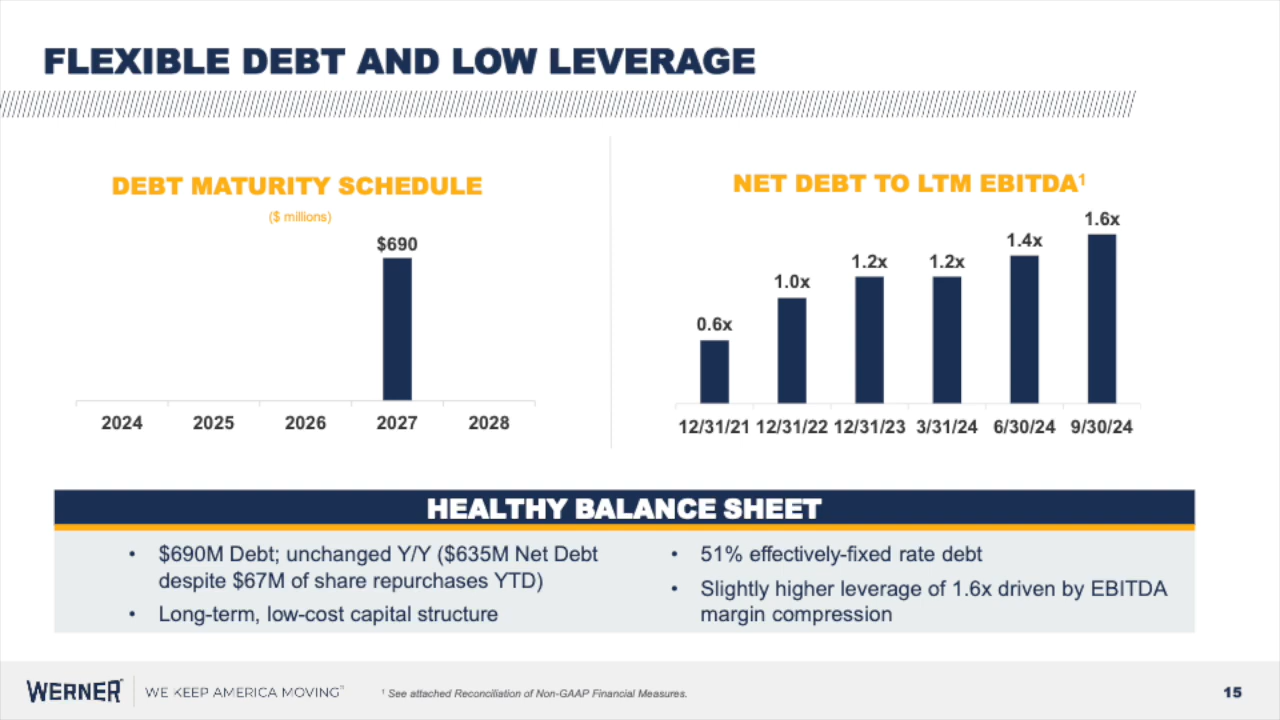 FLEXIBLE DEBT AND LOW LEVERAGE
DEBT MATURITY SCHEDULE
($ millions)
$690
2024 2025 2026 2027 2028
NET DEBT TO LTM EBITDA¹
0.6x 1.0x 1.2x 1.2x 1.4x 1.6x
12/31/21 12/31/22 12/31/23 3/31/24 6/30/24 9/30/24
HEALTHY BALANCE SHEET
• $690M Debt; unchanged Y/Y ($635M Net Debt
despite $67M of share repurchases YTD)
• Long-term, low-cost capital structure
• 51% effectively-fixed rate debt
• Slightly higher leverage of 1.6x driven by EBITDA
margin compression
WERNER WE KEEP AMERICA MOVING
¹ See attached Reconciliation of Non-GAAP Financial Measures.
15